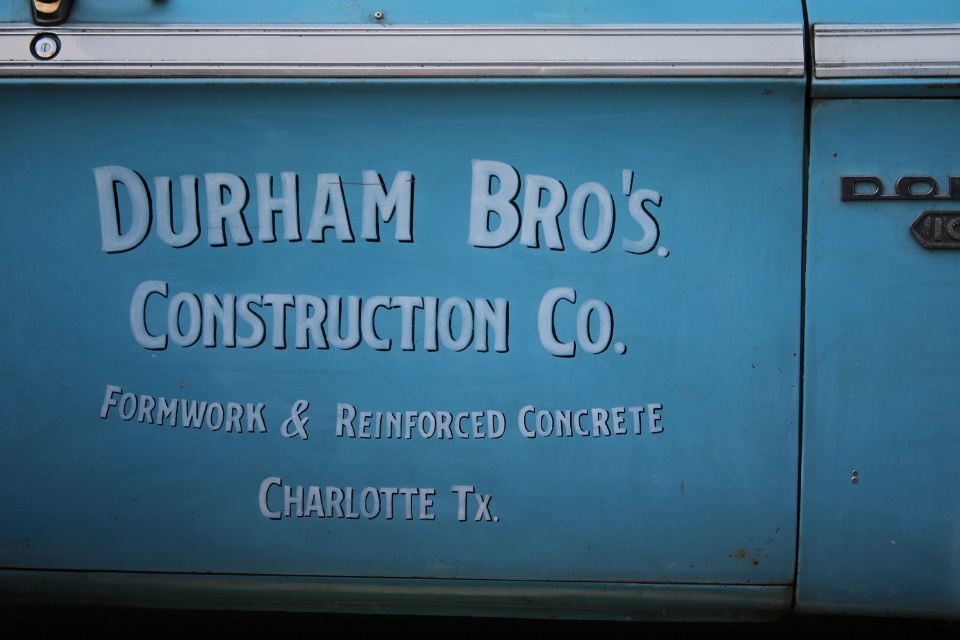 DURHAM BRO'S.
CONSTRUCTION CO.
FORMWORK & REINFORCED CONCRETE
CHARLOTTE TX.